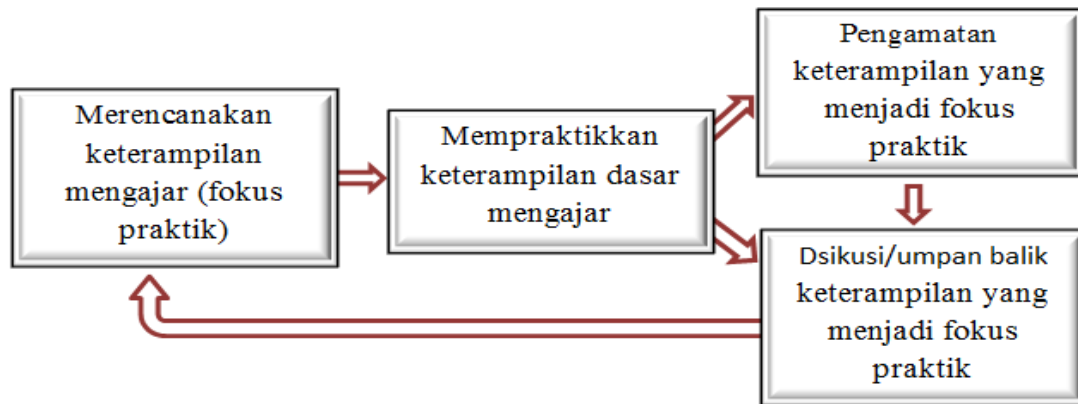 Merencanakan
keterampilan
mengajar (fokus
praktik)
Mempraktikkan
keterampilan dasar
mengajar
Pengamatan
keterampilan yang
menjadi fokus
praktik
Dsikusi/umpan balik
keterampilan yang
menjadi fokus
praktik